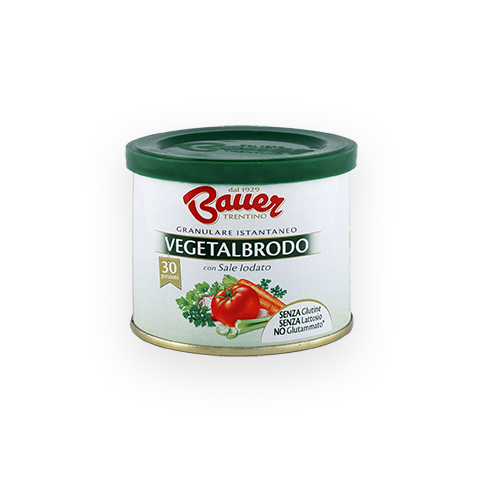 dal 1929
Bauer
TRENTINO
GRANULARE ISTANTANEO
VEGETALBRODO
con Sale Iodato
30
porzioni
SENZA Glutine
SENZA Lattosio
NO Glutammato*